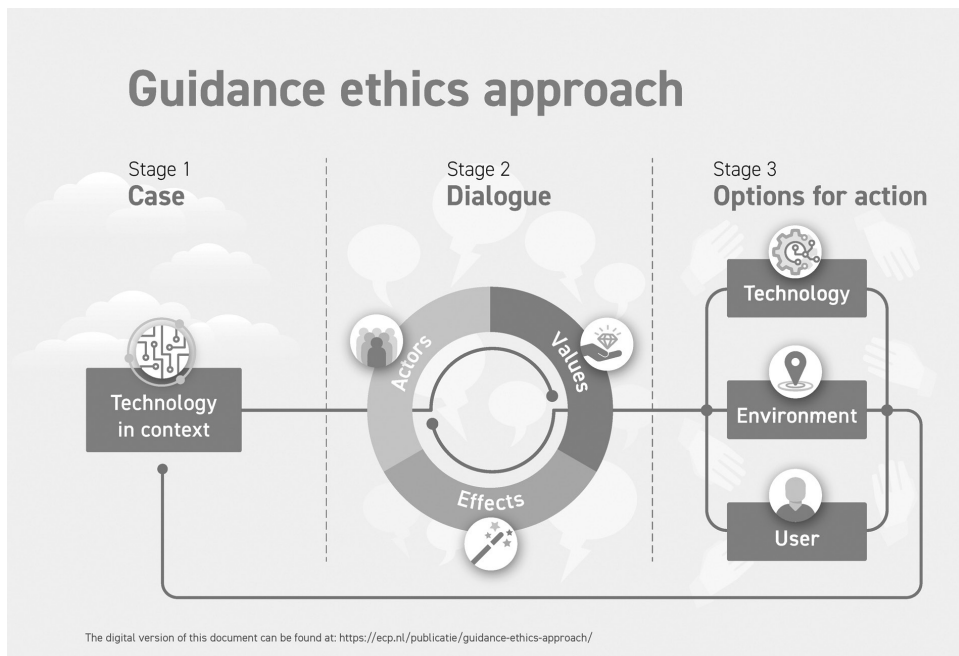 Guidance ethics approach
Stage 1
Case
Stage 2
Dialogue
Stage 3
Options for action
Technology
in context
Actors
Values
Effects
Technology
Environment
User
The digital version of this document can be found at: https://ecp.nl/publicatie/guidance-ethics-approach/